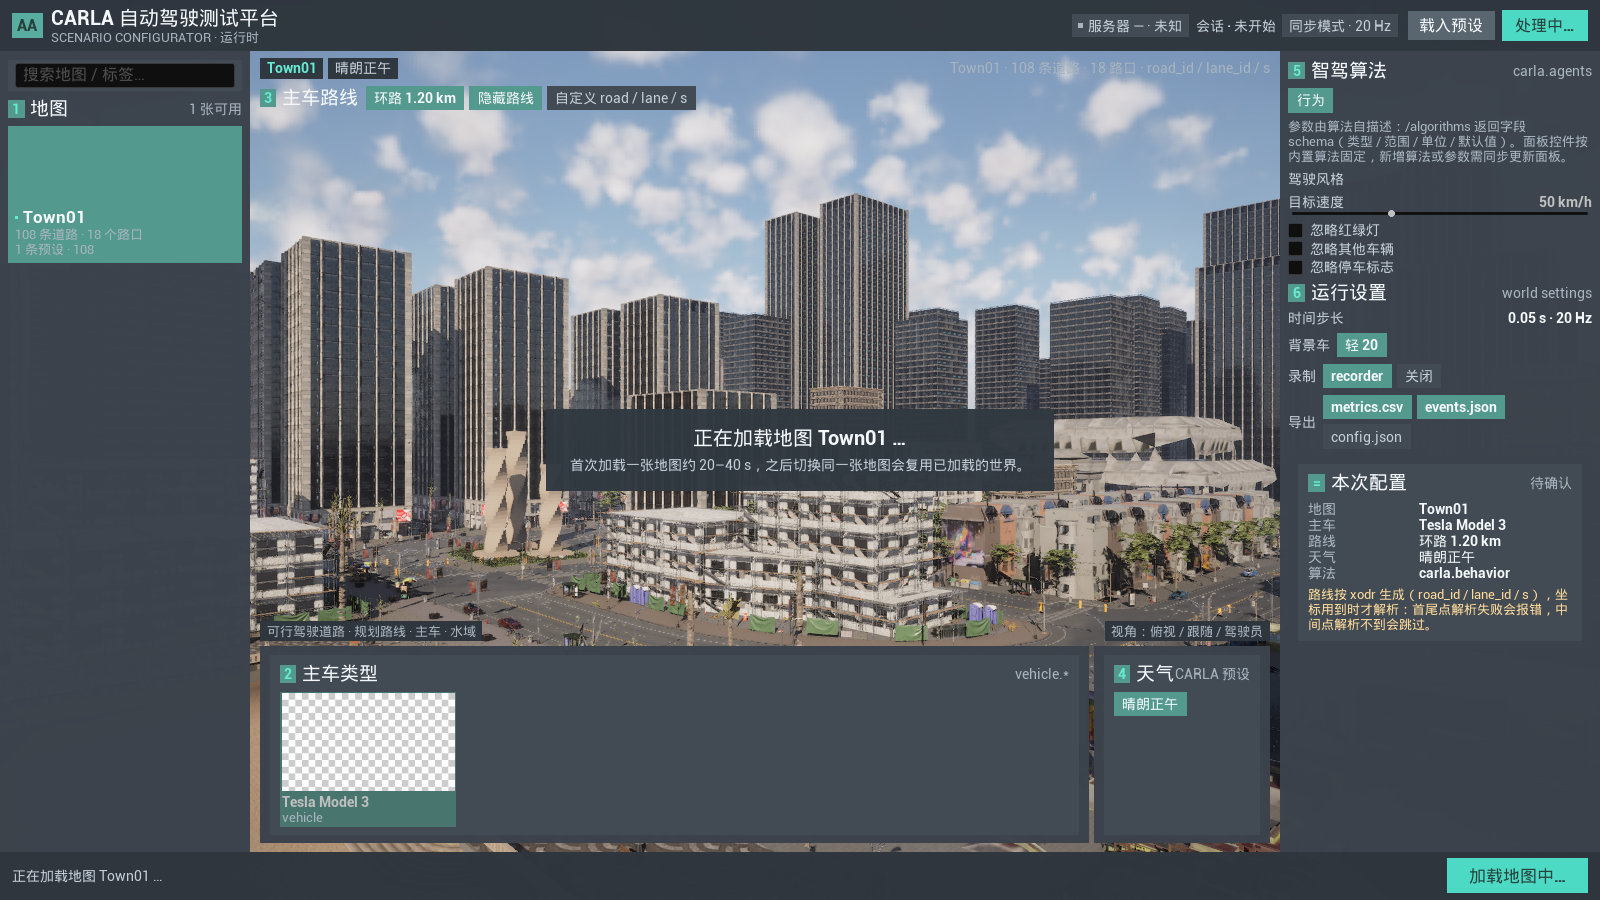 AA
CARLA 自动驾驶测试平台
SCENARIO CONFIGURATOR · 运行时
服务器 — · 未知
会话 · 未开始
同步模式 · 20 Hz
载入预设
处理中...
搜索地图 / 标签...
1 地图
1 张可用
Town01
108 条道路 · 18 个路口
1 条预设 · 108
Town01
晴朗正午
Town01 · 108 条道路 · 18 路口 · road_id / lane_id / s
3 主车路线
环路 1.20 km
隐藏路线
自定义 road / lane / s
正在加载地图 Town01 ...
首次加载一张地图约 20–40 s，之后切换同一张地图会复用已加载的世界。
可行驾驶道路 · 规划路线 · 主车 · 水域
视角：俯视 / 跟随 / 驾驶员
2 主车类型
vehicle.*
Tesla Model 3
vehicle
4 天气
CARLA 预设
晴朗正午
5 智驾算法
carla.agents
行为
参数由算法自描述：/algorithms 返回字段
schema（类型 / 范围 / 单位 / 默认值）。面板控件按
内置算法固定，新增算法或参数需同步更新面板。
驾驶风格
目标速度
50 km/h
忽略红绿灯
忽略其他车辆
忽略停车标志
6 运行设置
world settings
时间步长
0.05 s · 20 Hz
背景车
轻 20
录制
recorder
关闭
导出
metrics.csv
events.json
config.json
= 本次配置
待确认
地图 Town01
主车 Tesla Model 3
路线 环路 1.20 km
天气 晴朗正午
算法 carla.behavior
路线按 xodr 生成（road_id / lane_id / s），坐
标用到时才解析：首尾点解析失败会报错，中
间点解析不到会跳过。
正在加载地图 Town01 ...
加载地图中...